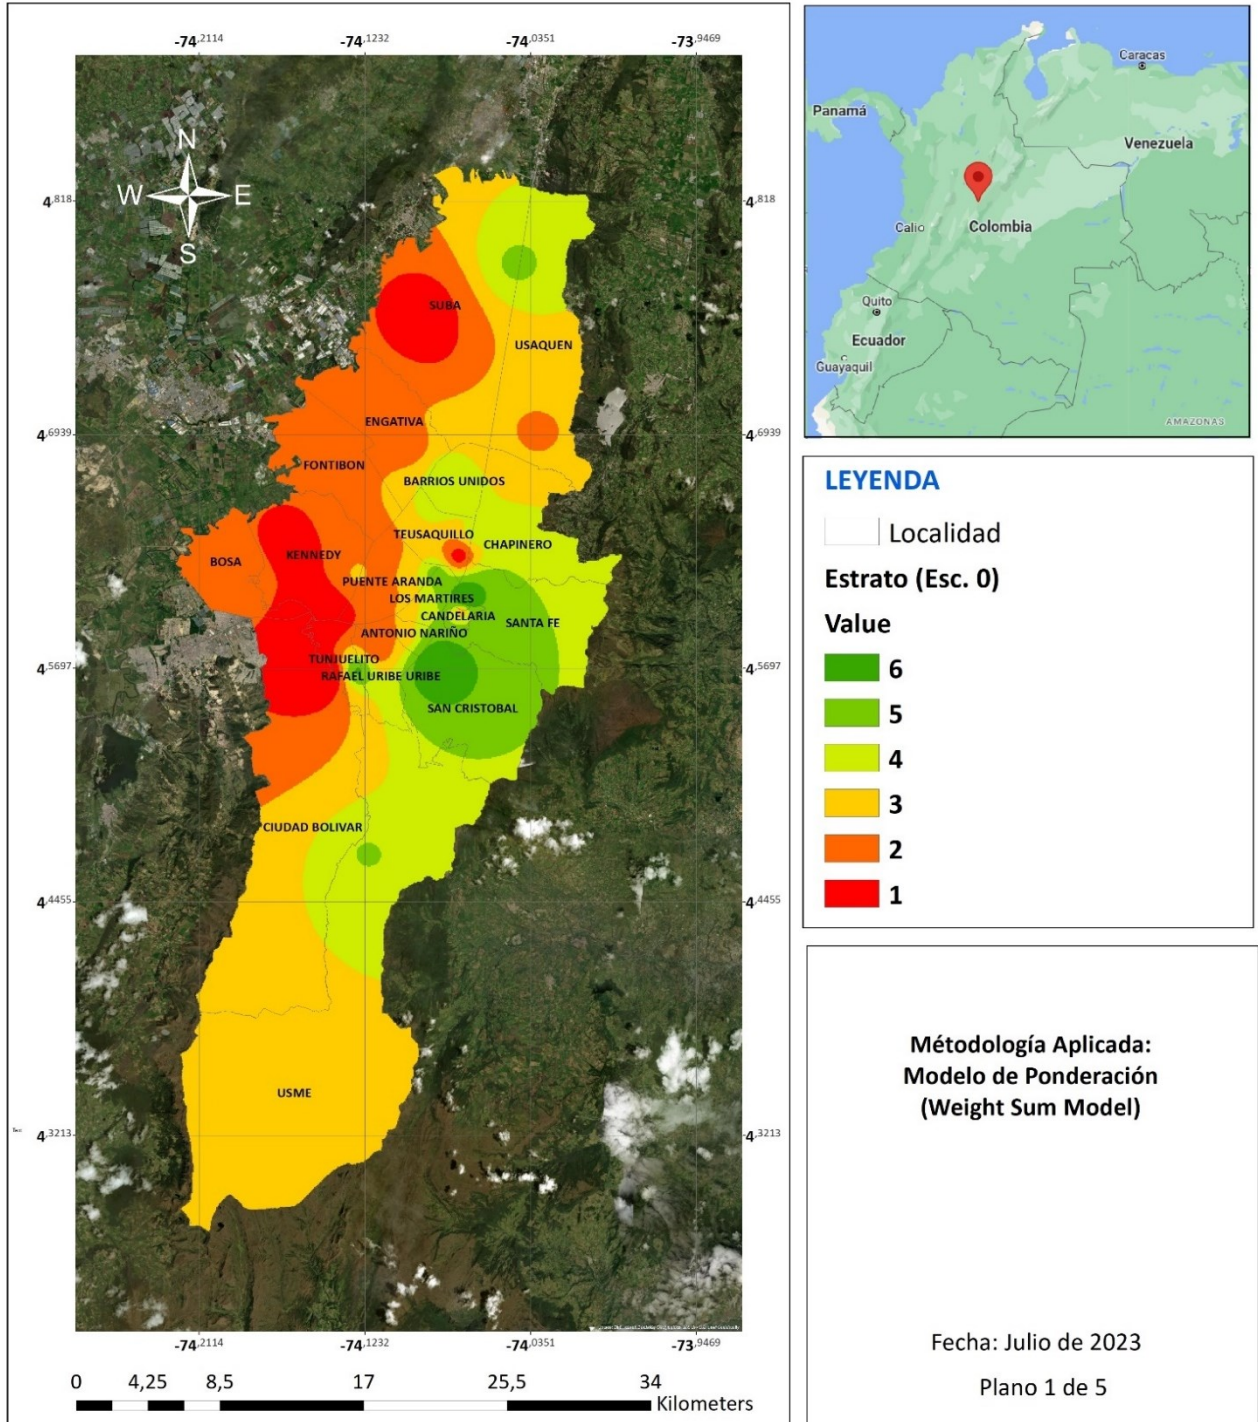 -74,2114 -74,1232 -74,0351 -73,9469
N
W E
S
4,818 4,818
SUBA
USAQUEN
4,6939 4,6939
ENGATIVA
FONTIBON
BARRIOS UNIDOS
TEUSAQUILLO
CHAPINERO
KENNEDY
BOSA
PUENTE ARANDA
LOS MARTIRES
CANDELARIA
SANTA FE
ANTONIO NARIÑO
4,5697 4,5697
TUNJUELITO
RAFAEL URIBE URIBE
SAN CRISTOBAL
CIUDAD BOLIVAR
4,4455 4,4455
USME
4,3213 4,3213
-74,2114 -74,1232 -74,0351 -73,9469
0 4,25 8,5 17 25,5 34
Kilometers
Caracas
Panamá
Venezuela
Calio
Colombia
Quito
Ecuador
Guayaquil
AMAZONAS
LEYENDA
Localidad
Estrato (Esc. 0)
Value
6
5
4
3
2
1
Métodología Aplicada:
Modelo de Ponderación
(Weight Sum Model)
Fecha: Julio de 2023
Plano 1 de 5